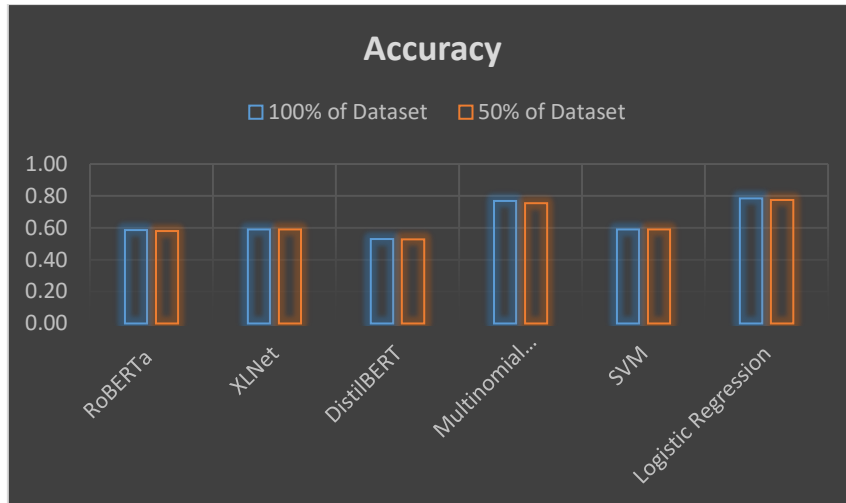 Accuracy
100% of Dataset 50% of Dataset
1.00
0.80
0.60
0.40
0.20
0.00
RoBERTa
XLNet
DistilBERT
Multinomial...
SVM
Logistic Regression